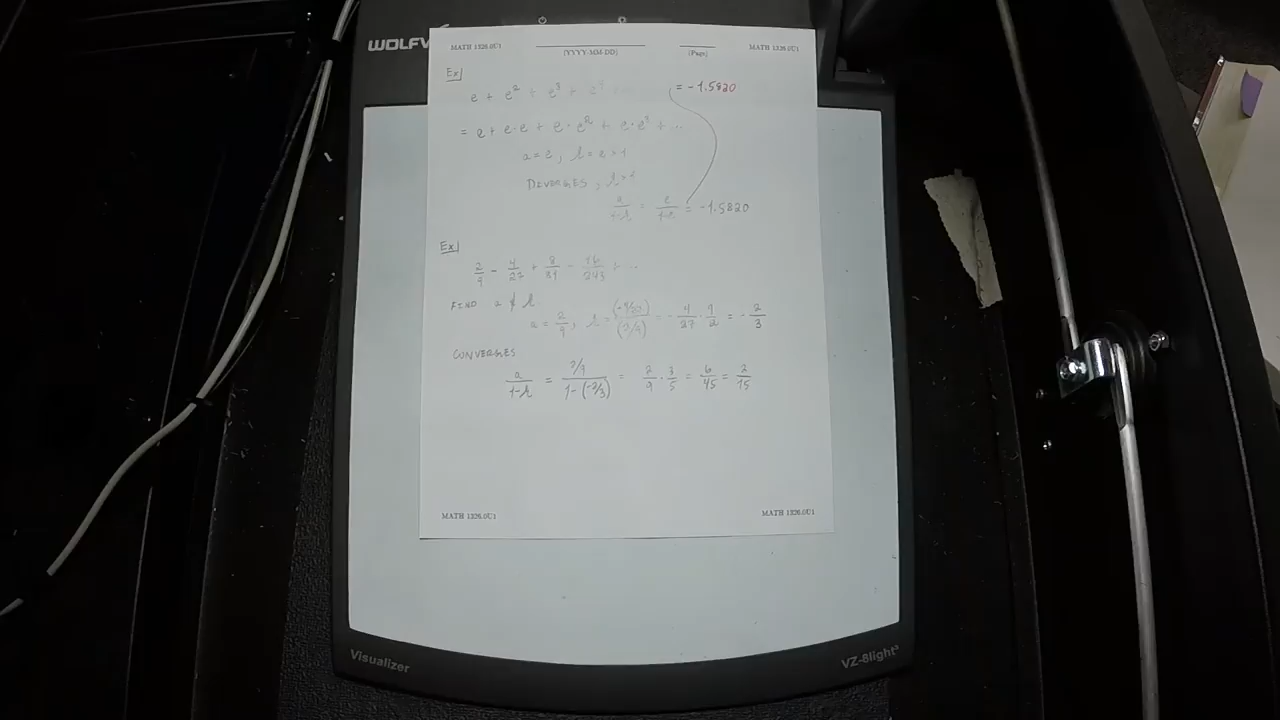 WOLFV
MATH 1326.0U1 [YYYY-MM-DD] [Page] MATH 1326.0U1
Ex]
e + e² + e³ + e⁴ = -1.5820
= e + e·e + e·e² + e·e³ + ...
a = e, r = e > 1
DIVERGES, r > 1
a/(1-r) = e/(1-e) = -1.5820
Ex]
2/9 - 4/27 + 8/81 - 16/243 + ...
FIND a & r
a = 2/9, r = (-4/27)/(2/9) = -4/27 · 9/2 = -2/3
CONVERGES
a/(1-r) = (2/9)/(1-(-2/3)) = 2/9 · 3/5 = 6/45 = 2/15
MATH 1326.0U1 MATH 1326.0U1
Visualizer VZ-8light³